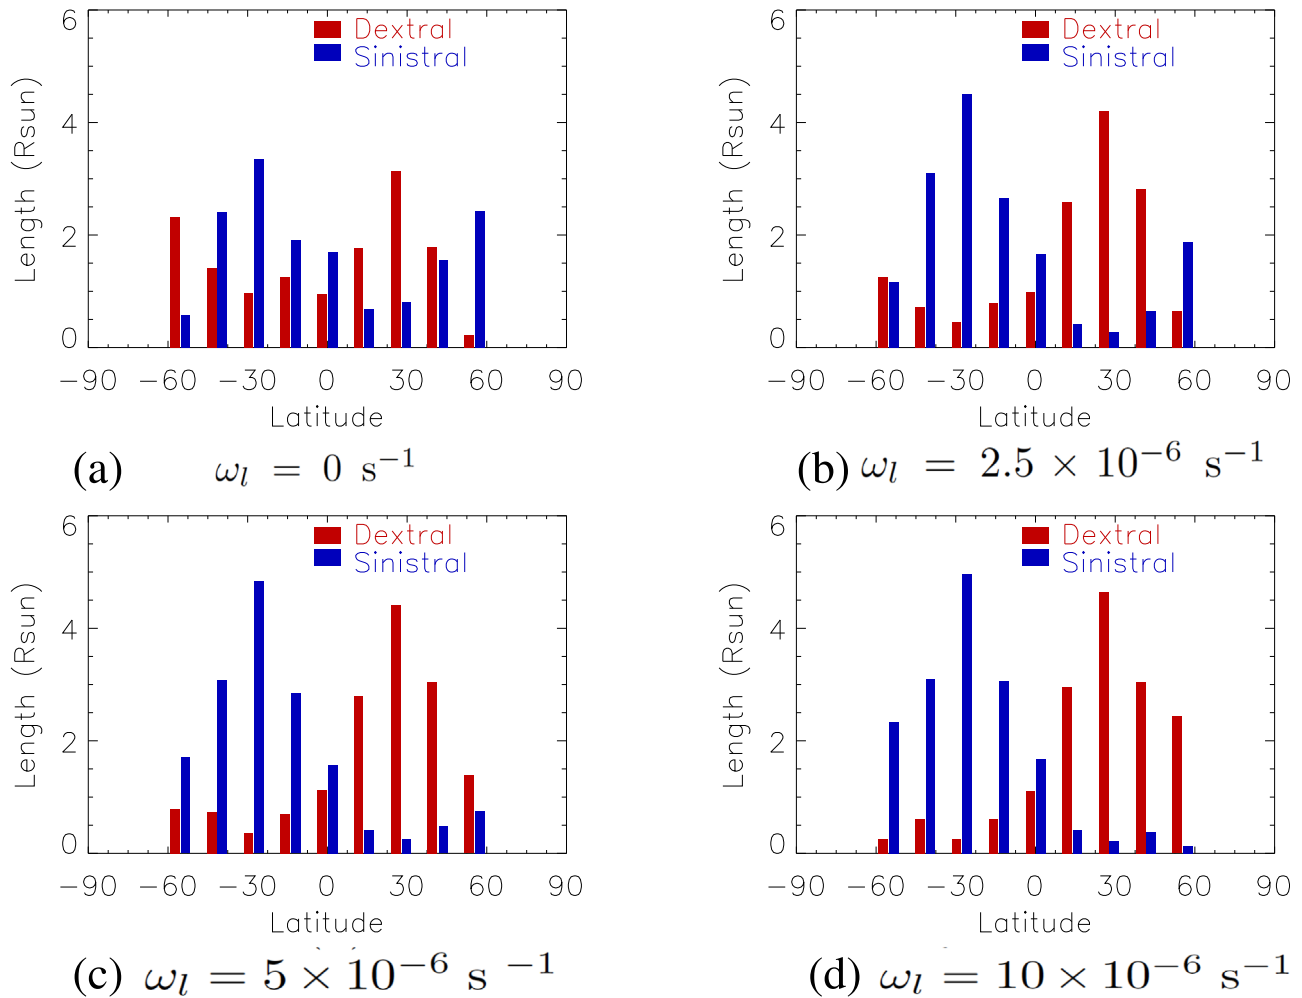 6
4
2
0
Length (Rsun)
Dextral
Sinistral
−90 −60 −30 0 30 60 90
Latitude
(a) ω_l = 0 s^−1
6
4
2
0
Length (Rsun)
Dextral
Sinistral
−90 −60 −30 0 30 60 90
Latitude
(b) ω_l = 2.5 × 10^−6 s^−1
6
4
2
0
Length (Rsun)
Dextral
Sinistral
−90 −60 −30 0 30 60 90
Latitude
(c) ω_l = 5 × 10^−6 s^−1
6
4
2
0
Length (Rsun)
Dextral
Sinistral
−90 −60 −30 0 30 60 90
Latitude
(d) ω_l = 10 × 10^−6 s^−1